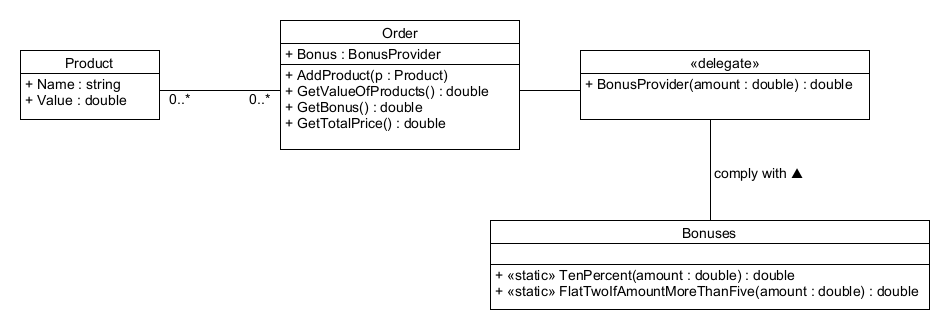 Product
+ Name : string
+ Value : double
0..*
0..*
Order
+ Bonus : BonusProvider
+ AddProduct(p : Product)
+ GetValueOfProducts() : double
+ GetBonus() : double
+ GetTotalPrice() : double
«delegate»
+ BonusProvider(amount : double) : double
comply with ▲
Bonuses
+ «static» TenPercent(amount : double) : double
+ «static» FlatTwoIfAmountMoreThanFive(amount : double) : double